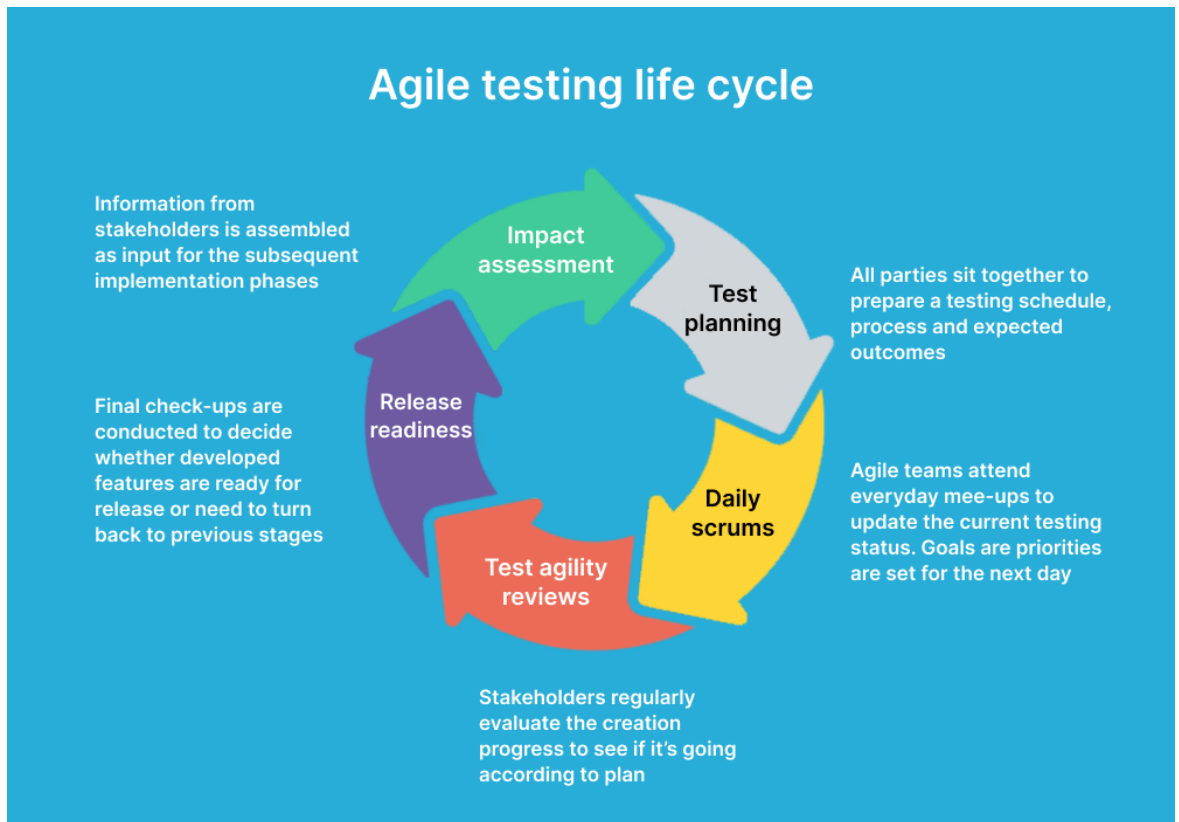 Agile testing life cycle
Information from
stakeholders is assembled
as input for the subsequent
implementation phases
Impact
assessment
Test
planning
All parties sit together to
prepare a testing schedule,
process and expected
outcomes
Final check-ups are
conducted to decide
whether developed
features are ready for
release or need to turn
back to previous stages
Release
readiness
Daily
scrums
Agile teams attend
everyday mee-ups to
update the current testing
status. Goals are priorities
are set for the next day
Test agility
reviews
Stakeholders regularly
evaluate the creation
progress to see if it’s going
according to plan